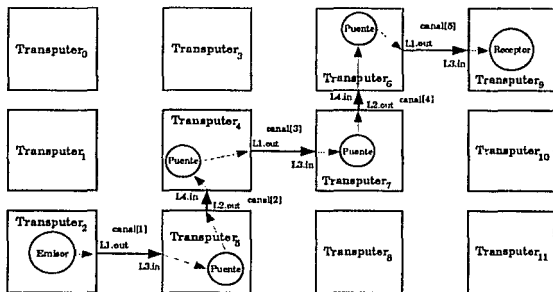 Transputer0
Transputer3
Puente
Transputer6
canal[5]
L1.out
L3.in
Receptor
Transputer9
Transputer1
Transputer4
Puente
canal[3]
L1.out
L3.in
L4.in
L2.out
canal[4]
Puente
Transputer7
Transputer10
Transputer2
Emisor
canal[1]
L1.out
L3.in
L4.in
L2.out
canal[2]
Transputer5
Puente
Transputer8
Transputer11